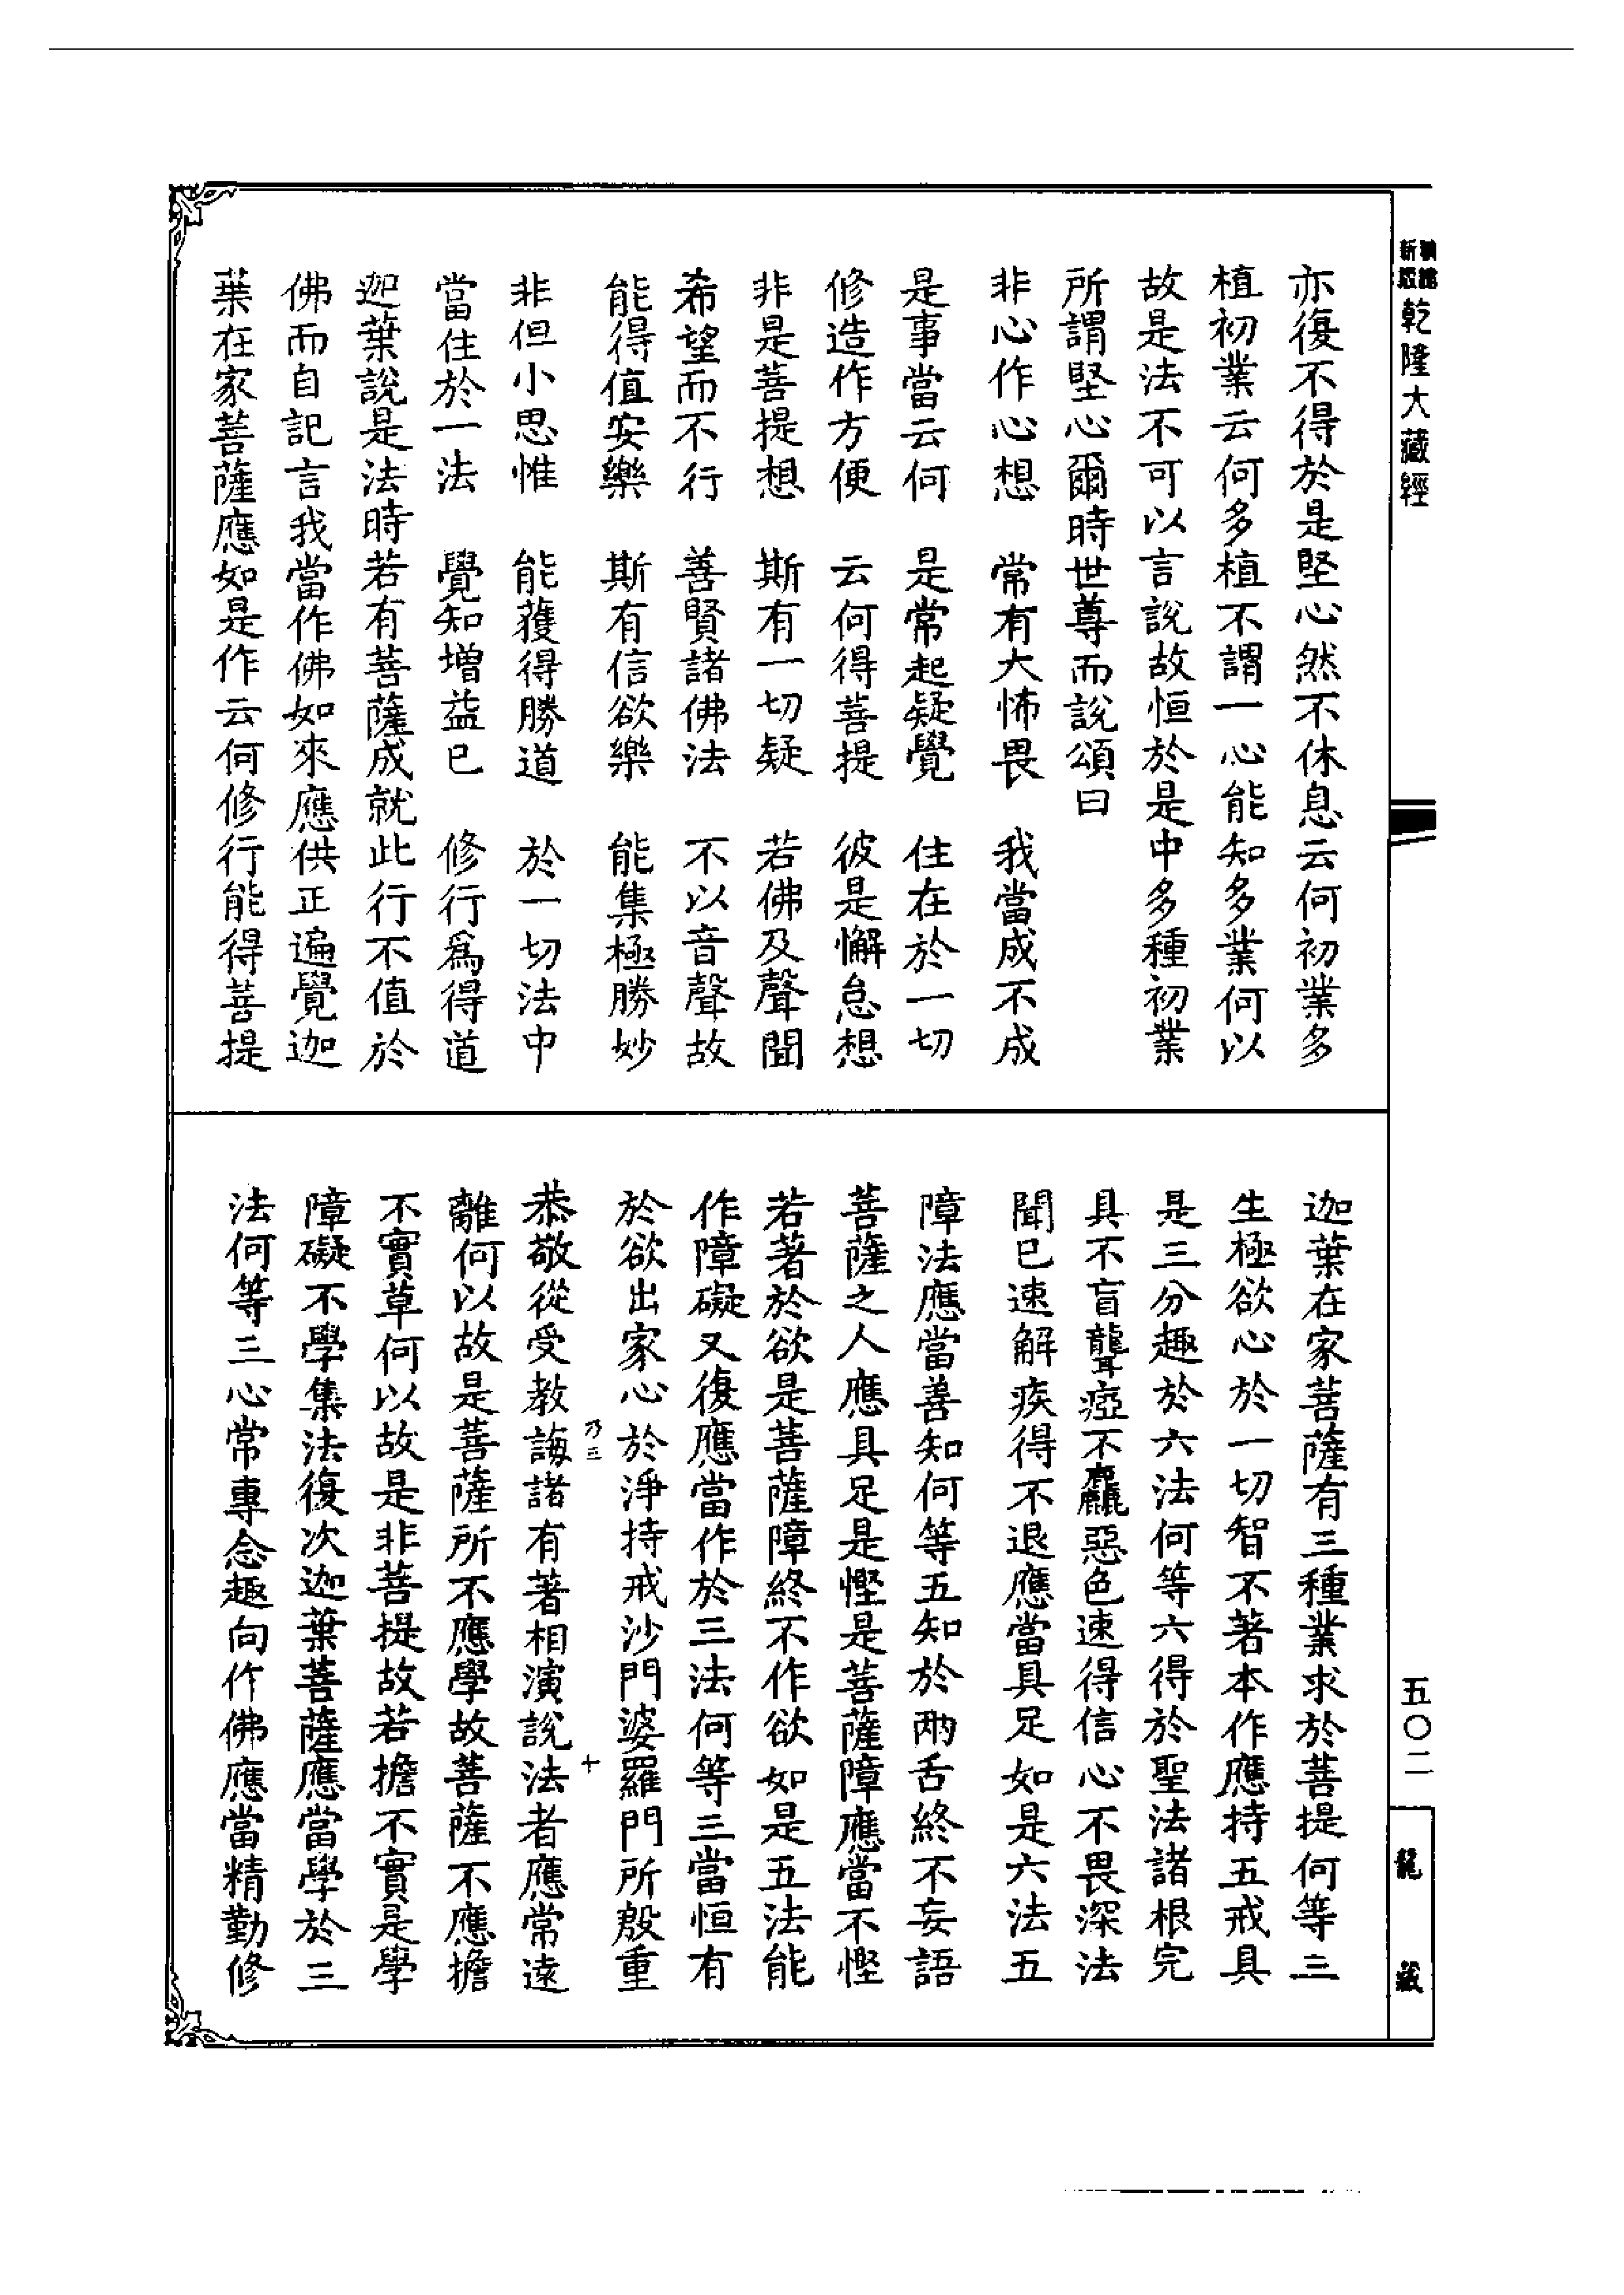 乾隆大藏經
亦復不得於是堅心然不休息云何初業多
植初業云何多植不謂一心能知多業何以
故是法不可以言說故恒於是中多種初業
所謂堅心爾時世尊而說頌曰
非心作心想　常有大怖畏　我當成不成
是事當云何　是常起疑覺　住在於一切
修造作方便　云何得菩提　彼是懈怠想
非是菩提想　斯有一切疑　若佛及聲聞
希望而不行　善賢諸佛法　不以音聲故
能得值安樂　斯有信欲樂　能集極勝妙
非但小思惟　能獲得勝道　於一切法中
當住於一法　覺知增益已　修行爲得道
迦葉說是法時若有菩薩成就此行不值於
佛而自記言我當作佛如來應供正遍覺迦
葉在家菩薩應如是作云何修行能得菩提
迦葉在家菩薩有三種業求於菩提何等三
生極欲心於一切智不著本作應持五戒具
是三分趣於六法何等六得於聖法諸根完
具不盲聾瘂不麤惡色速得信心不畏深法
聞已速解疾得不退應當具足如是六法五
障法應當善知何等五知於兩舌終不妄語
菩薩之人應具足是慳是菩薩障應當不慳
若著於欲是菩薩障終不作欲如是五法能
作障礙又復應當作於三法何等三當恒有
於欲出家心於淨持戒沙門婆羅門所殷重
乃三　十
恭敬從受教誨諸有著相演說法者應常遠
離何以故是菩薩所不應學故菩薩不應擔
不實草何以故是非菩提故若擔不實是學
障礙不學集法復次迦葉菩薩應當學於三
法何等三心常專念趣向作佛應當精勤修
五〇二
龍藏